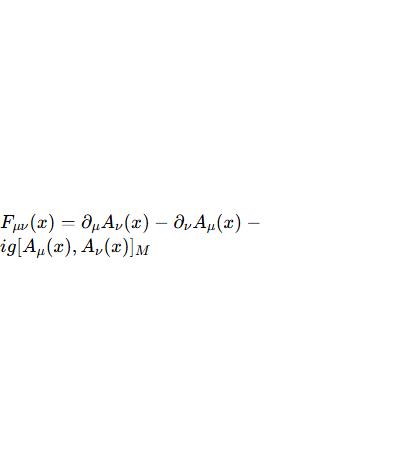 F_{μν}(x) = ∂_μA_ν(x) − ∂_νA_μ(x) −
ig[A_μ(x), A_ν(x)]_M